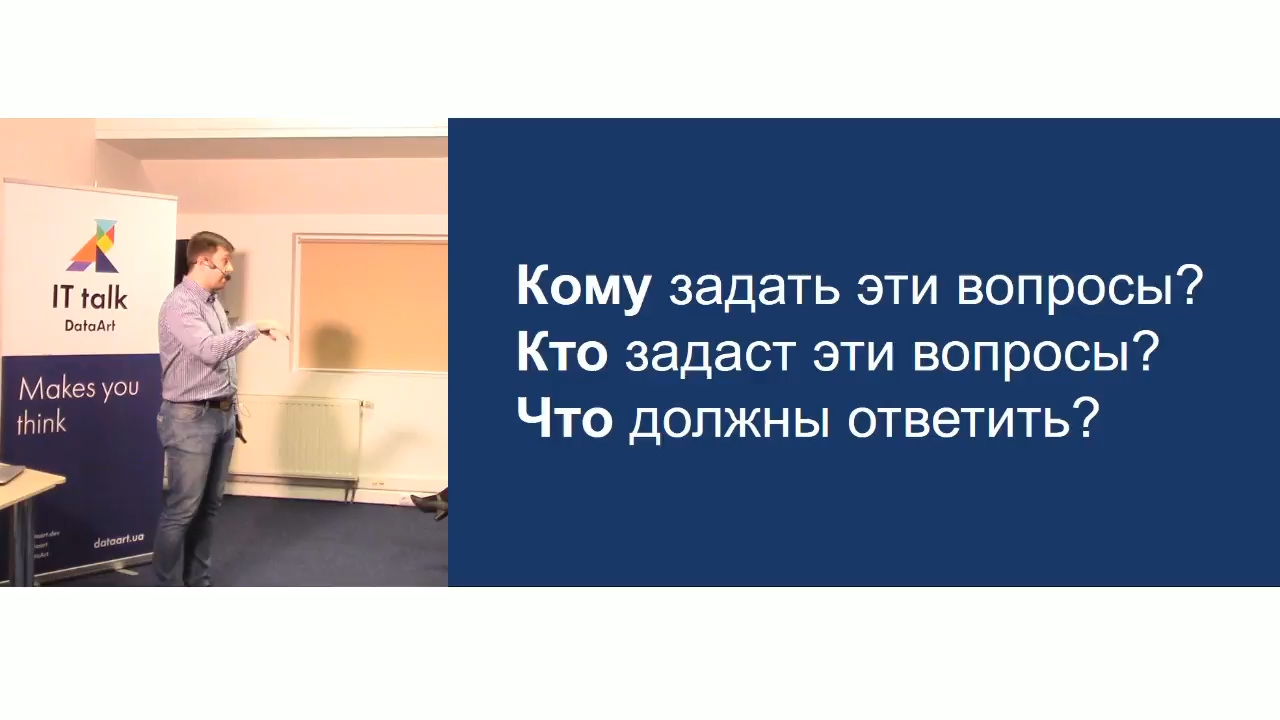 IT talk
DataArt
Makes you
think
dataart.ua
Кому задать эти вопросы?
Кто задаст эти вопросы?
Что должны ответить?